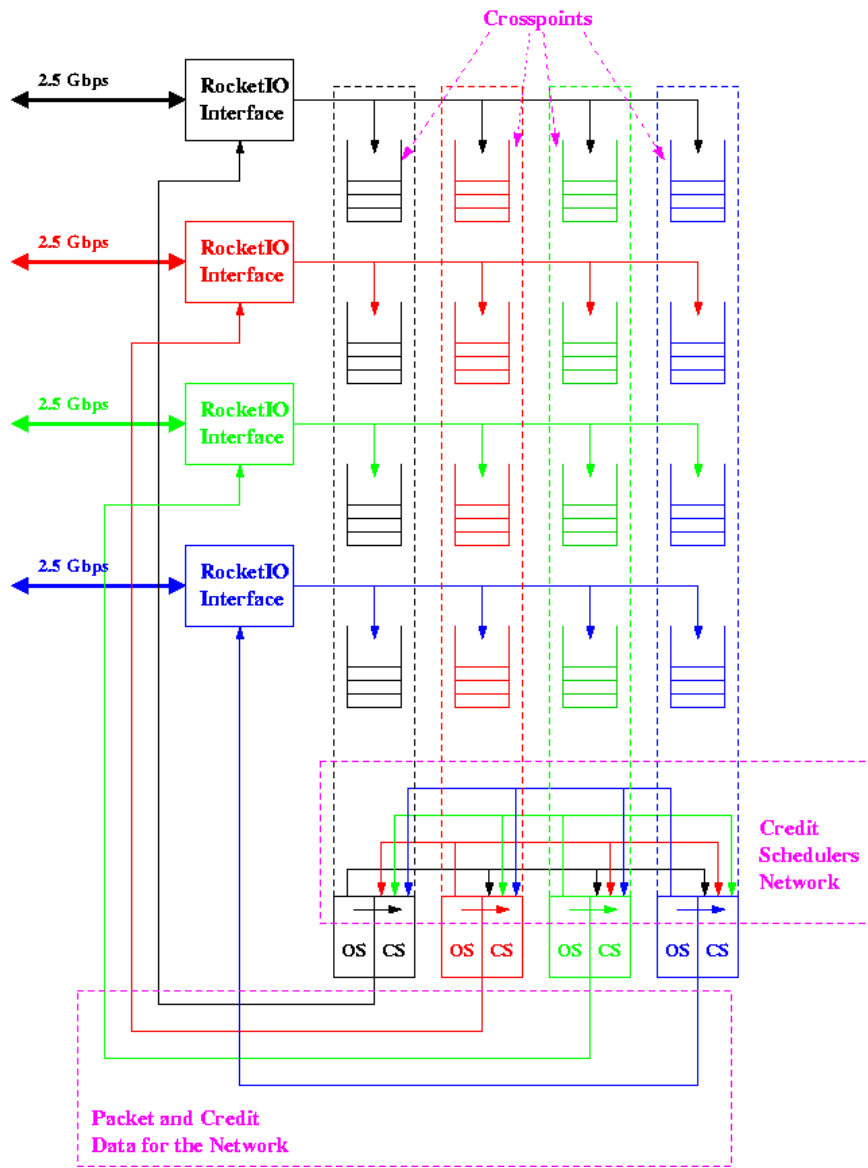 Crosspoints
2.5 Gbps
RocketIO
Interface
2.5 Gbps
RocketIO
Interface
2.5 Gbps
RocketIO
Interface
2.5 Gbps
RocketIO
Interface
Credit
Schedulers
Network
OS CS OS CS OS CS OS CS
Packet and Credit
Data for the Network